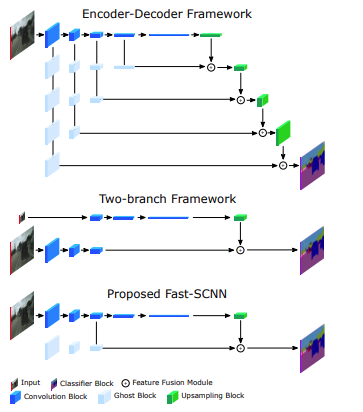 Encoder-Decoder Framework
Two-branch Framework
Proposed Fast-SCNN
Input Classifier Block Feature Fusion Module
Convolution Block Ghost Block Upsampling Block